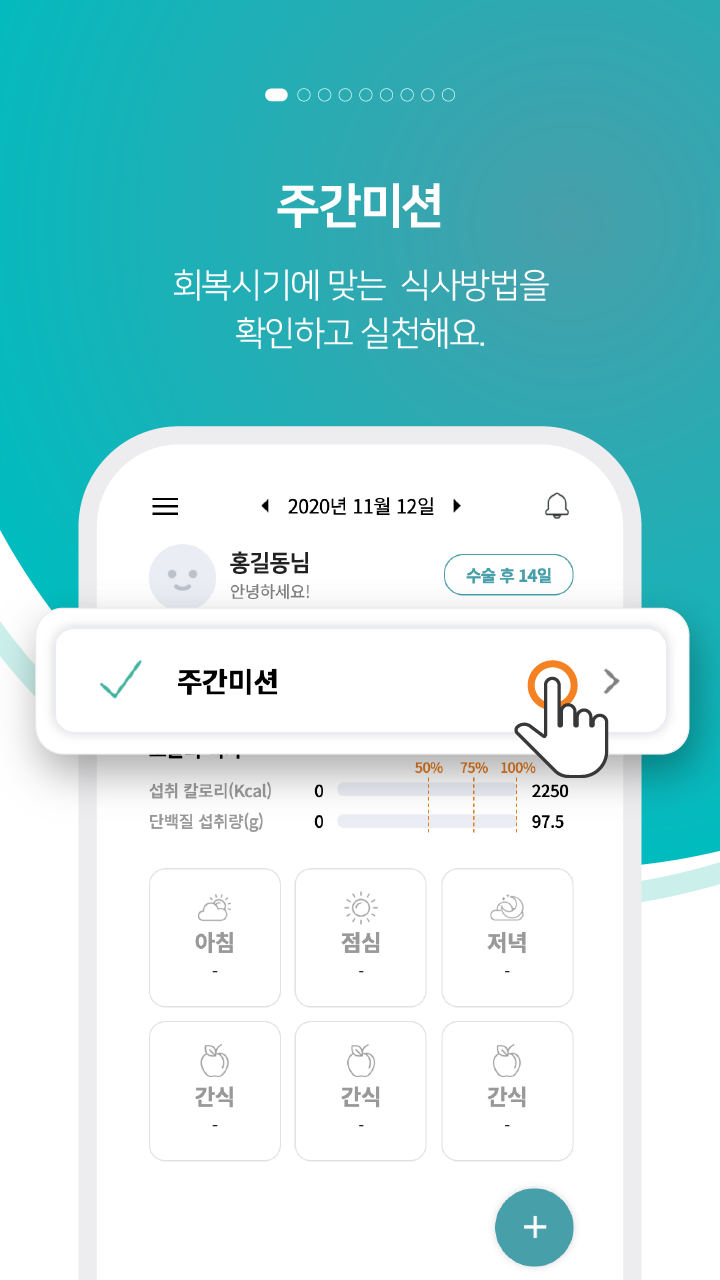 주간미션
회복시기에 맞는 식사방법을
확인하고 실천해요.
2020년 11월 12일
홍길동님
안녕하세요!
수술 후 14일
주간미션
50% 75% 100%
섭취 칼로리(Kcal) 0 2250
단백질 섭취량(g) 0 97.5
아침 점심 저녁
- - -
간식 간식 간식
- - -
+